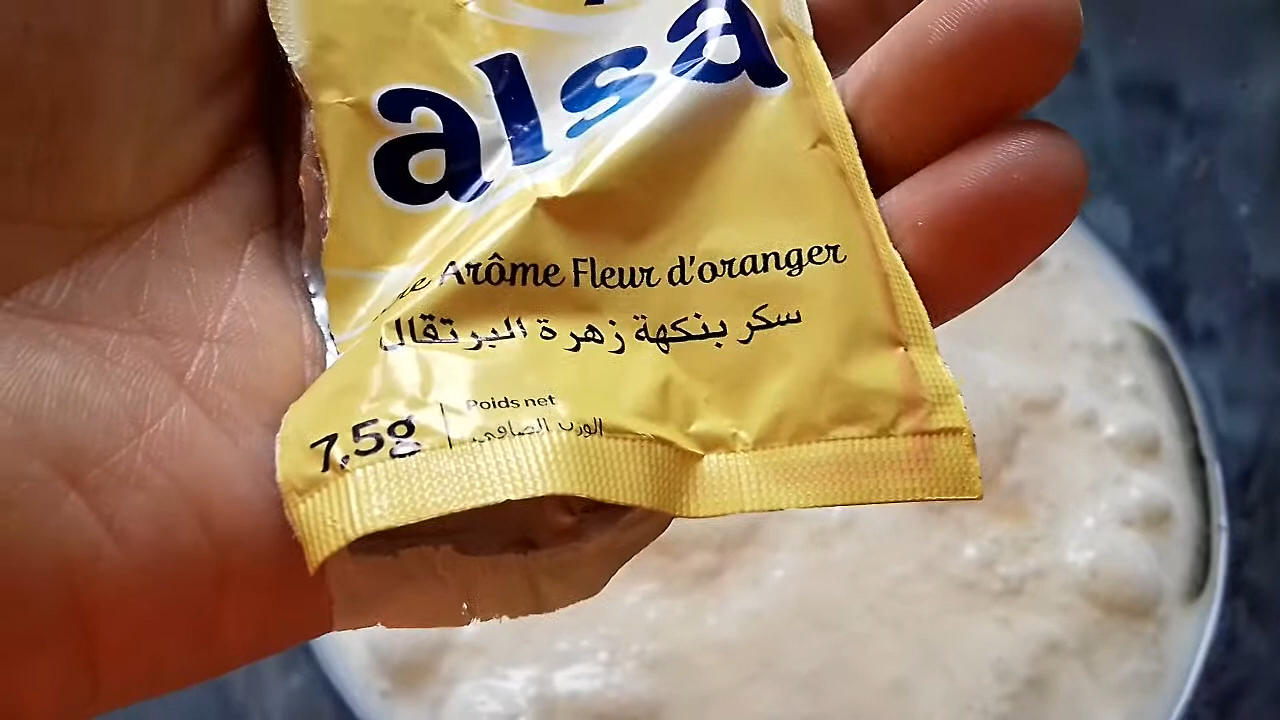 alsa
Arôme Fleur d'oranger
سكر بنكهة زهرة البرتقال
7,5g
Poids net
الوزن الصافي